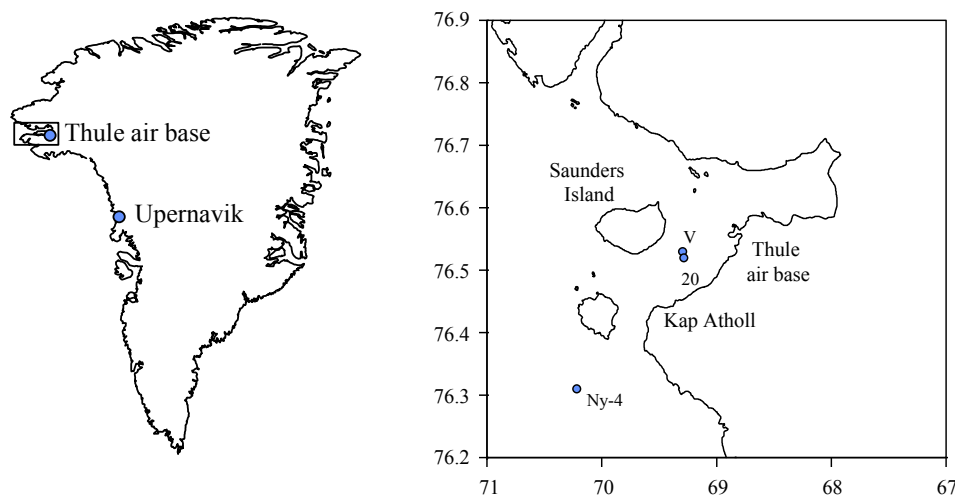 Thule air base
Upernavik
76.9
76.8
76.7
76.6
76.5
76.4
76.3
76.2
Saunders
Island
V
20
Thule
air base
Kap Atholl
Ny-4
71
70
69
68
67